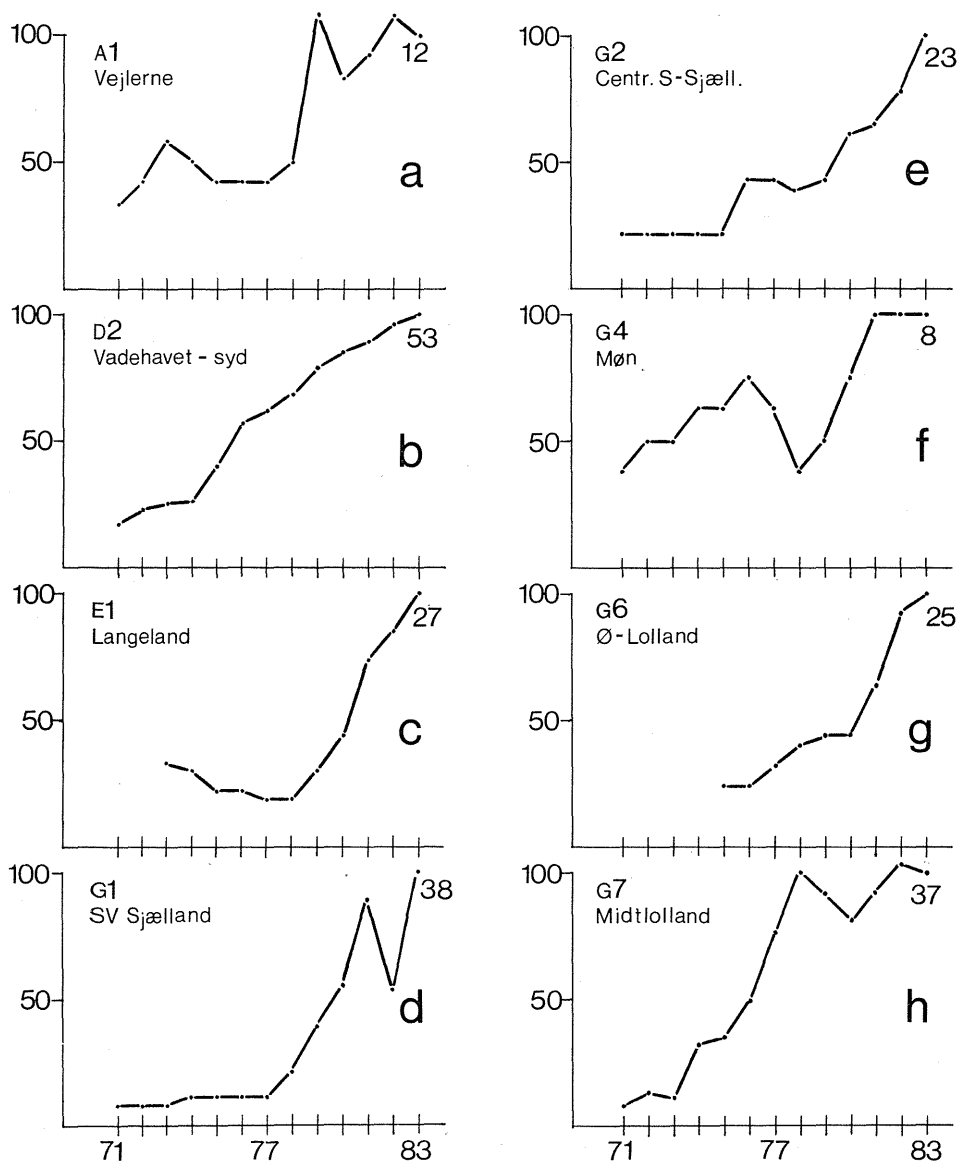 100
A1
12
Vejlerne
50
a
100
G2
23
Centr. S-Sjæll.
50
e
100
D2
53
Vadehavet - syd
50
b
100
G4
8
Møn
50
f
100
E1
27
Langeland
50
c
100
G6
25
Ø-Lolland
50
g
100
G1
38
SV Sjælland
50
d
71 77 83
100
G7
37
Midtlolland
50
h
71 77 83